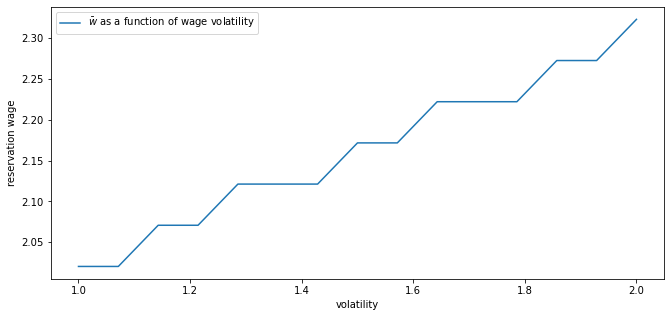 w̄ as a function of wage volatility
2.30
2.25
2.20
2.15
2.10
2.05
reservation wage
1.0 1.2 1.4 1.6 1.8 2.0
volatility